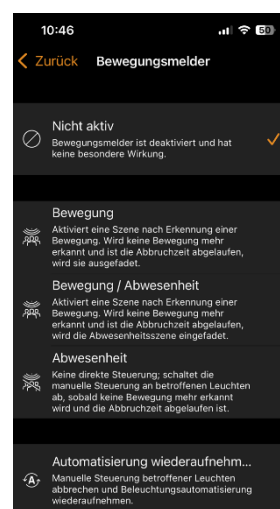 10:46
50
Zurück Bewegungsmelder
Nicht aktiv
Bewegungsmelder ist deaktiviert und hat
keine besondere Wirkung.
Bewegung
Aktiviert eine Szene nach Erkennung einer
Bewegung. Wird keine Bewegung mehr
erkannt und ist die Abbruchzeit abgelaufen,
wird sie ausgefadet.
Bewegung / Abwesenheit
Aktiviert eine Szene nach Erkennung einer
Bewegung. Wird keine Bewegung mehr
erkannt und ist die Abbruchzeit abgelaufen,
wird die Abwesenheitsszene eingefadet.
Abwesenheit
Keine direkte Steuerung; schaltet die
manuelle Steuerung an betroffenen Leuchten
ab, sobald keine Bewegung mehr erkannt
wird und die Abbruchzeit abgelaufen ist.
Automatisierung wiederaufnehm...
A
Manuelle Steuerung betroffener Leuchten
abbrechen und Beleuchtungsautomatisierung
wiederaufnehmen.